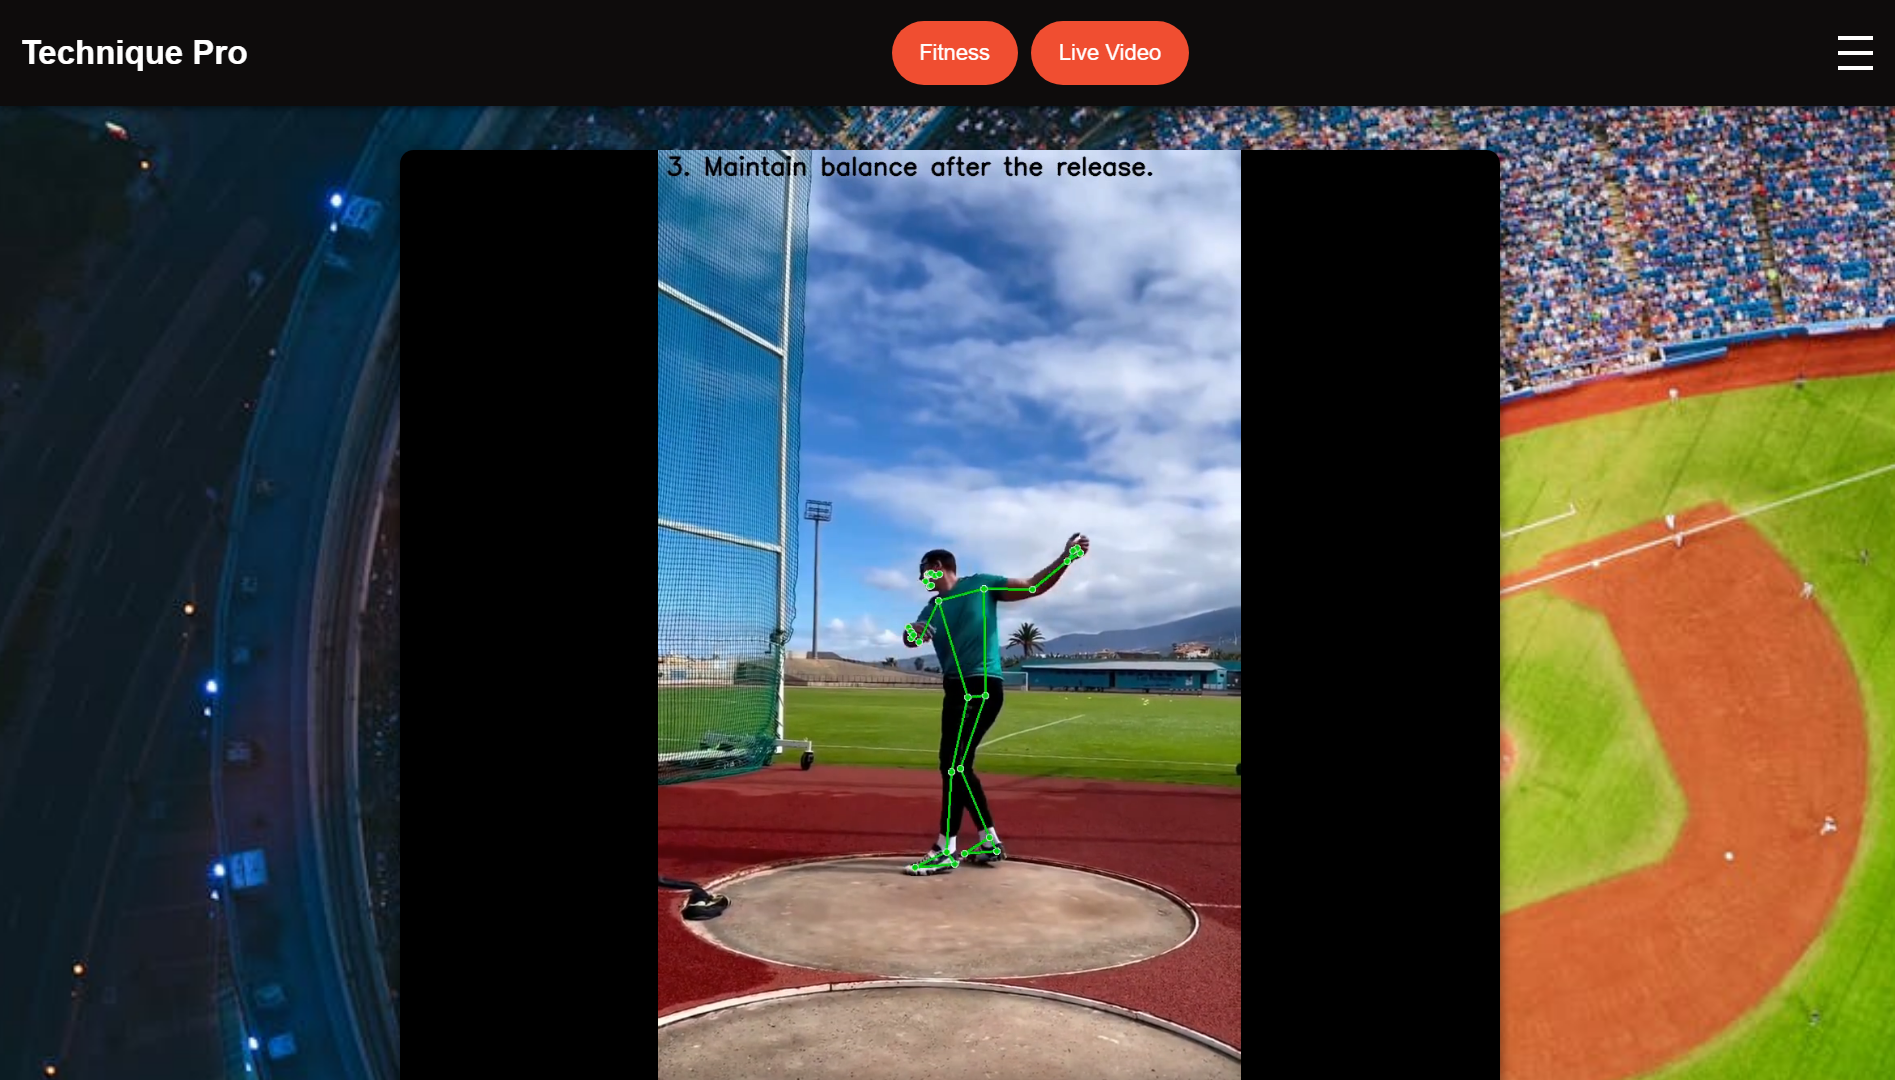 Technique Pro
Fitness
Live Video
3. Maintain balance after the release.